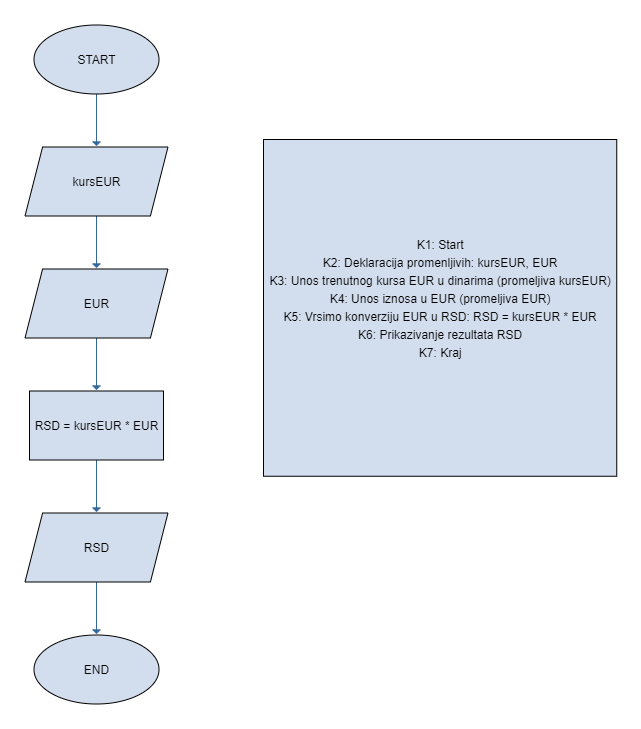 START
kursEUR
EUR
RSD = kursEUR * EUR
RSD
END
K1: Start
K2: Deklaracija promenljivih: kursEUR, EUR
K3: Unos trenutnog kursa EUR u dinarima (promeljiva kursEUR)
K4: Unos iznosa u EUR (promeljiva EUR)
K5: Vrsimo konverziju EUR u RSD: RSD = kursEUR * EUR
K6: Prikazivanje rezultata RSD
K7: Kraj